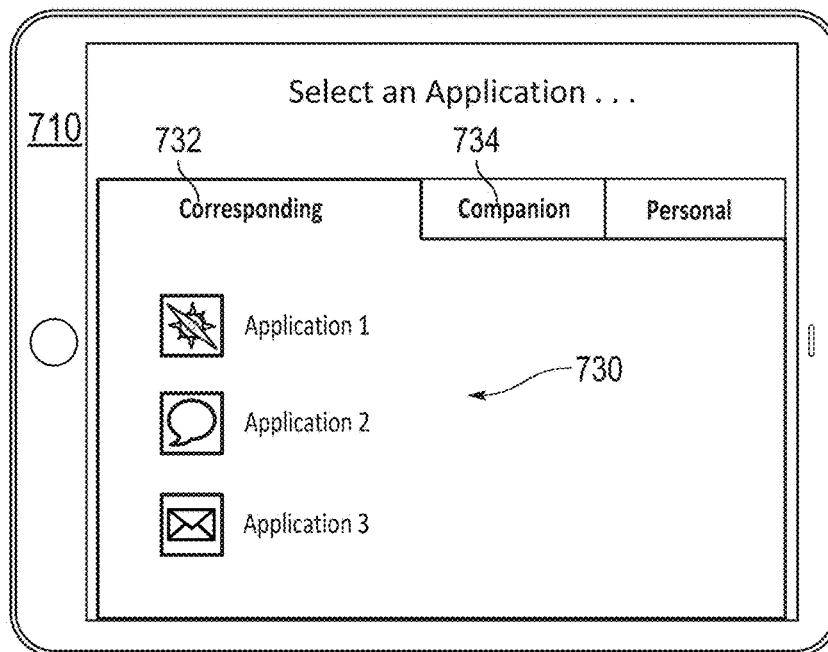 Select an Application . . .
710
732
734
Corresponding
Companion
Personal
Application 1
730
Application 2
Application 3